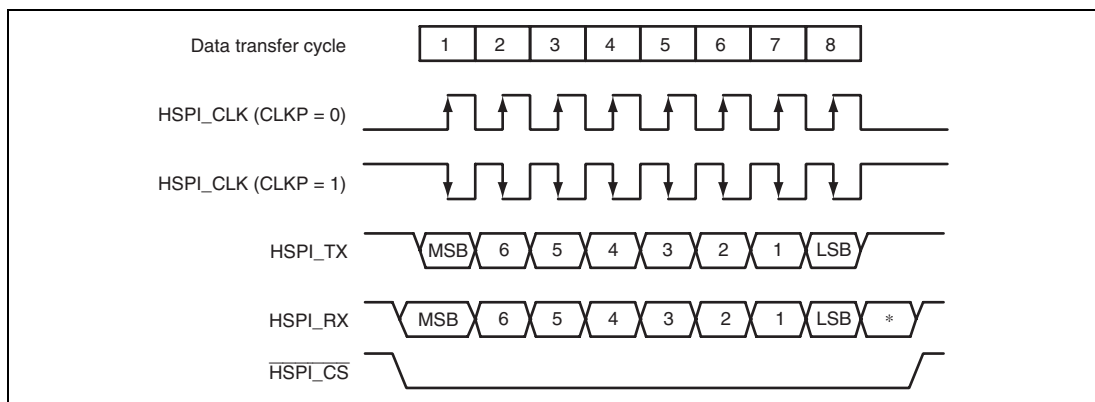 Data transfer cycle 1 2 3 4 5 6 7 8
HSPI_CLK (CLKP = 0)
HSPI_CLK (CLKP = 1)
HSPI_TX MSB 6 5 4 3 2 1 LSB
HSPI_RX MSB 6 5 4 3 2 1 LSB *
HSPI_CS